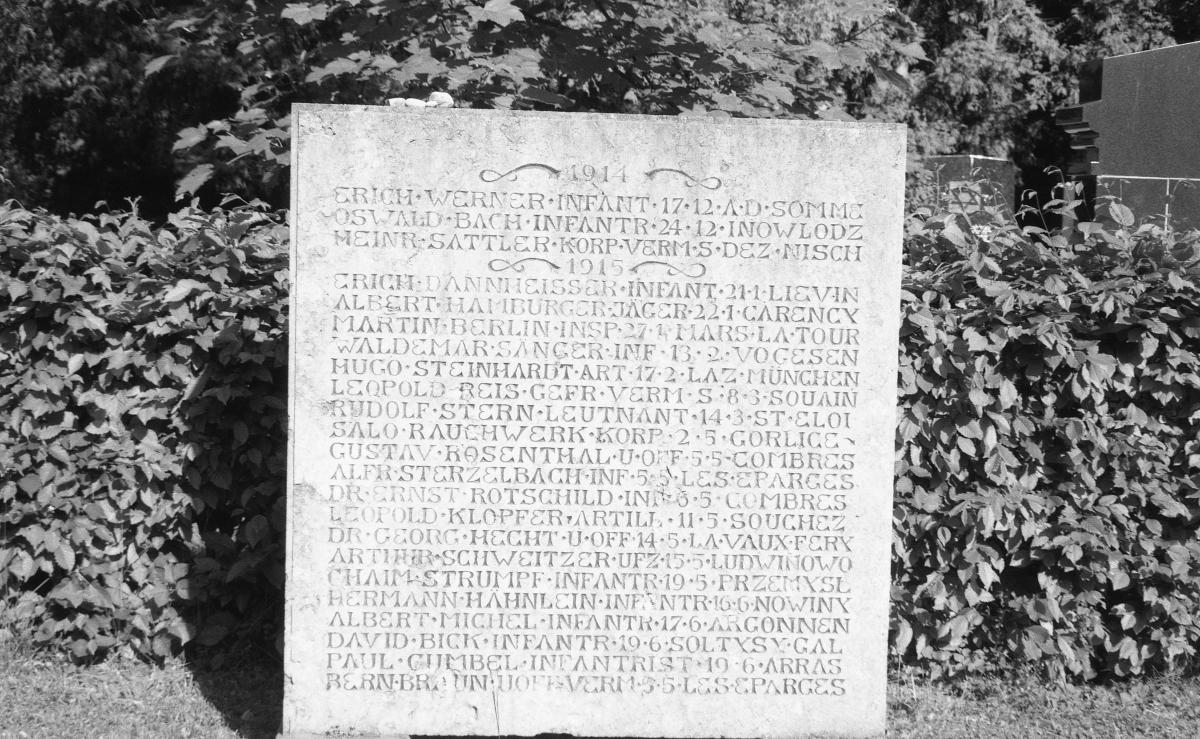 1914
ERICH·WERNER·INFANT·17·12·A·D·SOMME
OSWALD·BACH·INFANTR·24·12·INOWLODZ
HEINR·SATTLER·KORP·VERM·S·DEZ·NISCH
1915
ERICH·DANNHEISSER·INFANT·21·1·LIEVIN
ALBERT·HAMBURGER·JÄGER·22·1·CARENCY
MARTIN·BERLIN·INSP·27·1·MARS·LA·TOUR
WALDEMAR·SÄNGER·INF·13·2·VOGESEN
HUGO·STEINHARDT·ART·17·2·LAZ·MÜNCHEN
LEOPOLD·REIS·GEFR·VERM·S·8·3·SOUAIN
RUDOLF·STERN·LEUTNANT·14·3·ST·ELOI
SALO·RAUCHWERK·KORP·2·5·GORLICE
GUSTAV·ROSENTHAL·U·OFF·5·5·COMBRES
ALFR·STERZELBACH·INF·5·5·LES·EPARGES
DR·ERNST·ROTSCHILD·INF·5·COMBRES
LEOPOLD·KLOPFER·ARTILL·11·5·SOUCHEZ
DR·GEORG·HECHT·U·OFF·14·5·LA·VAUX·FERY
ARTHUR·SCHWEITZER·UFZ·15·5·LUDWINOWO
CHAIM·STRUMPF·INFANTR·19·5·PRZEMYSL
HERMANN·HÄHNLEIN·INFANTR·16·6·NOWINY
ALBERT·MICHEL·INFANTR·17·6·ARGONNEN
DAVID·BICK·INFANTR·19·6·SOLTYSY·GAL
PAUL·GUMBEL·INFANTRIST·19·6·ARRAS
BERN·BRAUN·UOFF·VERM·5·LES·EPARGES